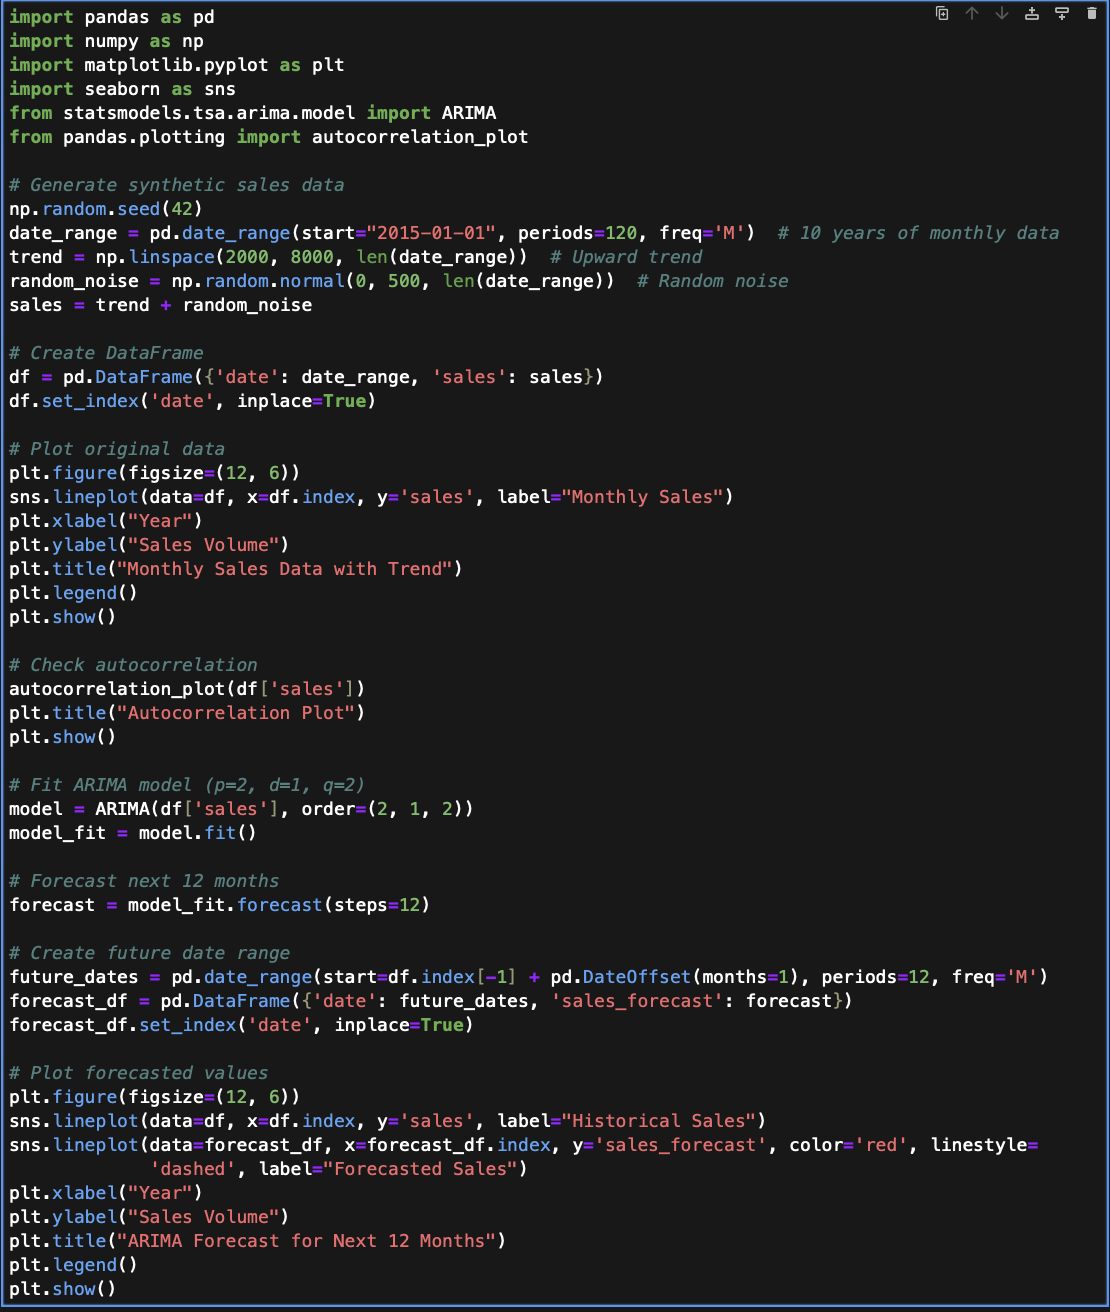 import pandas as pd
import numpy as np
import matplotlib.pyplot as plt
import seaborn as sns
from statsmodels.tsa.arima.model import ARIMA
from pandas.plotting import autocorrelation_plot

# Generate synthetic sales data
np.random.seed(42)
date_range = pd.date_range(start="2015-01-01", periods=120, freq='M')  # 10 years of monthly data
trend = np.linspace(2000, 8000, len(date_range))  # Upward trend
random_noise = np.random.normal(0, 500, len(date_range))  # Random noise
sales = trend + random_noise

# Create DataFrame
df = pd.DataFrame({'date': date_range, 'sales': sales})
df.set_index('date', inplace=True)

# Plot original data
plt.figure(figsize=(12, 6))
sns.lineplot(data=df, x=df.index, y='sales', label="Monthly Sales")
plt.xlabel("Year")
plt.ylabel("Sales Volume")
plt.title("Monthly Sales Data with Trend")
plt.legend()
plt.show()

# Check autocorrelation
autocorrelation_plot(df['sales'])
plt.title("Autocorrelation Plot")
plt.show()

# Fit ARIMA model (p=2, d=1, q=2)
model = ARIMA(df['sales'], order=(2, 1, 2))
model_fit = model.fit()

# Forecast next 12 months
forecast = model_fit.forecast(steps=12)

# Create future date range
future_dates = pd.date_range(start=df.index[-1] + pd.DateOffset(months=1), periods=12, freq='M')
forecast_df = pd.DataFrame({'date': future_dates, 'sales_forecast': forecast})
forecast_df.set_index('date', inplace=True)

# Plot forecasted values
plt.figure(figsize=(12, 6))
sns.lineplot(data=df, x=df.index, y='sales', label="Historical Sales")
sns.lineplot(data=forecast_df, x=forecast_df.index, y='sales_forecast', color='red', linestyle=
             'dashed', label="Forecasted Sales")
plt.xlabel("Year")
plt.ylabel("Sales Volume")
plt.title("ARIMA Forecast for Next 12 Months")
plt.legend()
plt.show()